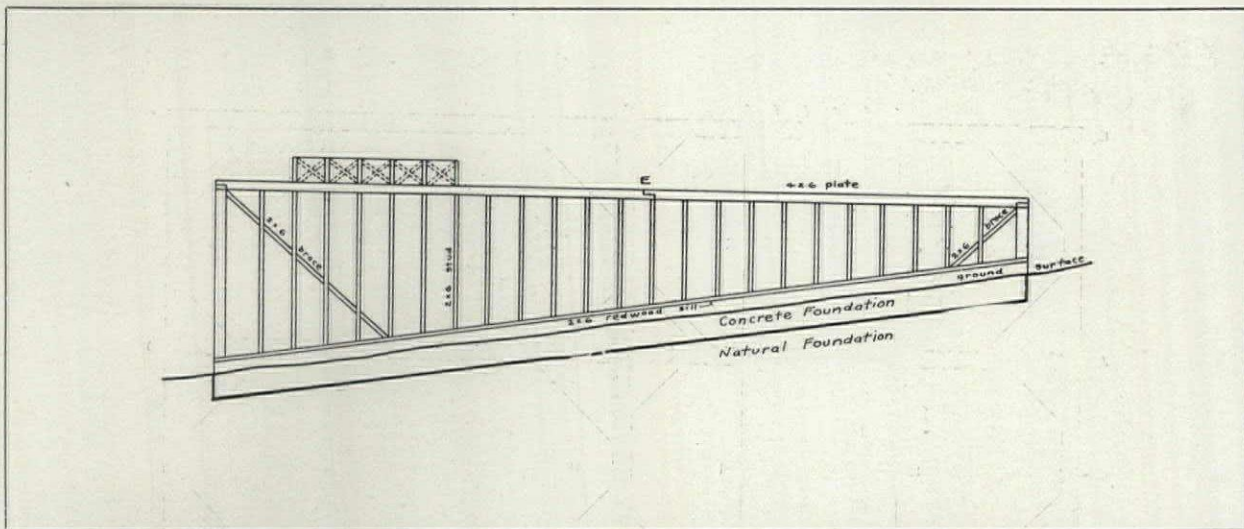 E
4x6 plate
2x6 brace
2x6 stud
2x6 brace
ground surface
2x6 redwood sill
Concrete Foundation
Natural Foundation